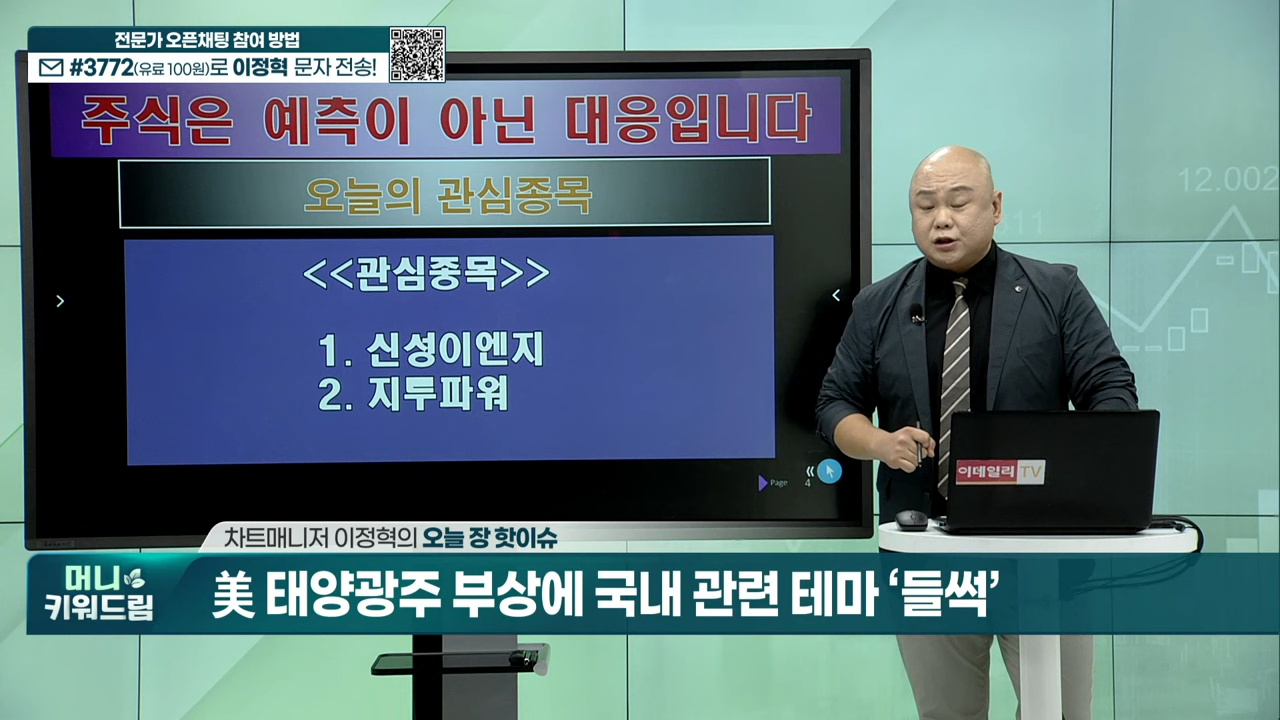 전문가 오픈채팅 참여 방법
#3772(유료 100원)로 이정혁 문자 전송!
주식은 예측이 아닌 대응입니다
오늘의 관심종목
<<관심종목>>
1. 신성이엔지
2. 지투파워
Page 4
12.002
이데일리TV
차트매니저 이정혁의 오늘 장 핫이슈
머니
키워드림
美 태양광주 부상에 국내 관련 테마 ‘들썩’